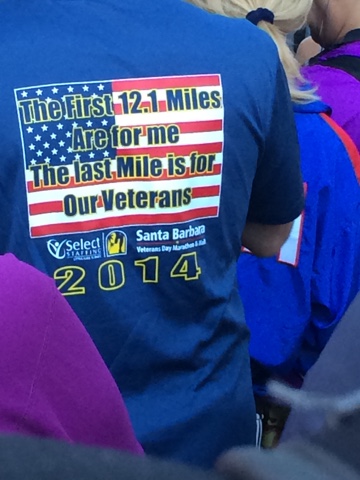 The First 12.1 Miles
Are for me
The last Mile is for
Our Veterans
Select
STAFFING
Santa Barbara
Veterans Day Marathon & Half
2014